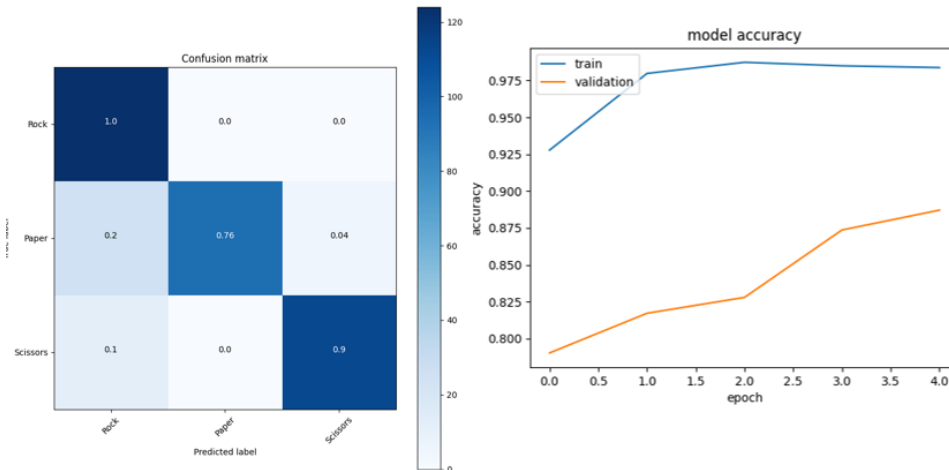 Confusion matrix
120
100
80
60
40
20
0
Rock
1.0
0.0
0.0
Paper
0.2
0.76
0.04
Scissors
0.1
0.0
0.9
Rock
Paper
Scissors
Predicted label
model accuracy
train
validation
0.975
0.950
0.925
0.900
0.875
0.850
0.825
0.800
accuracy
0.0
0.5
1.0
1.5
2.0
2.5
3.0
3.5
4.0
epoch